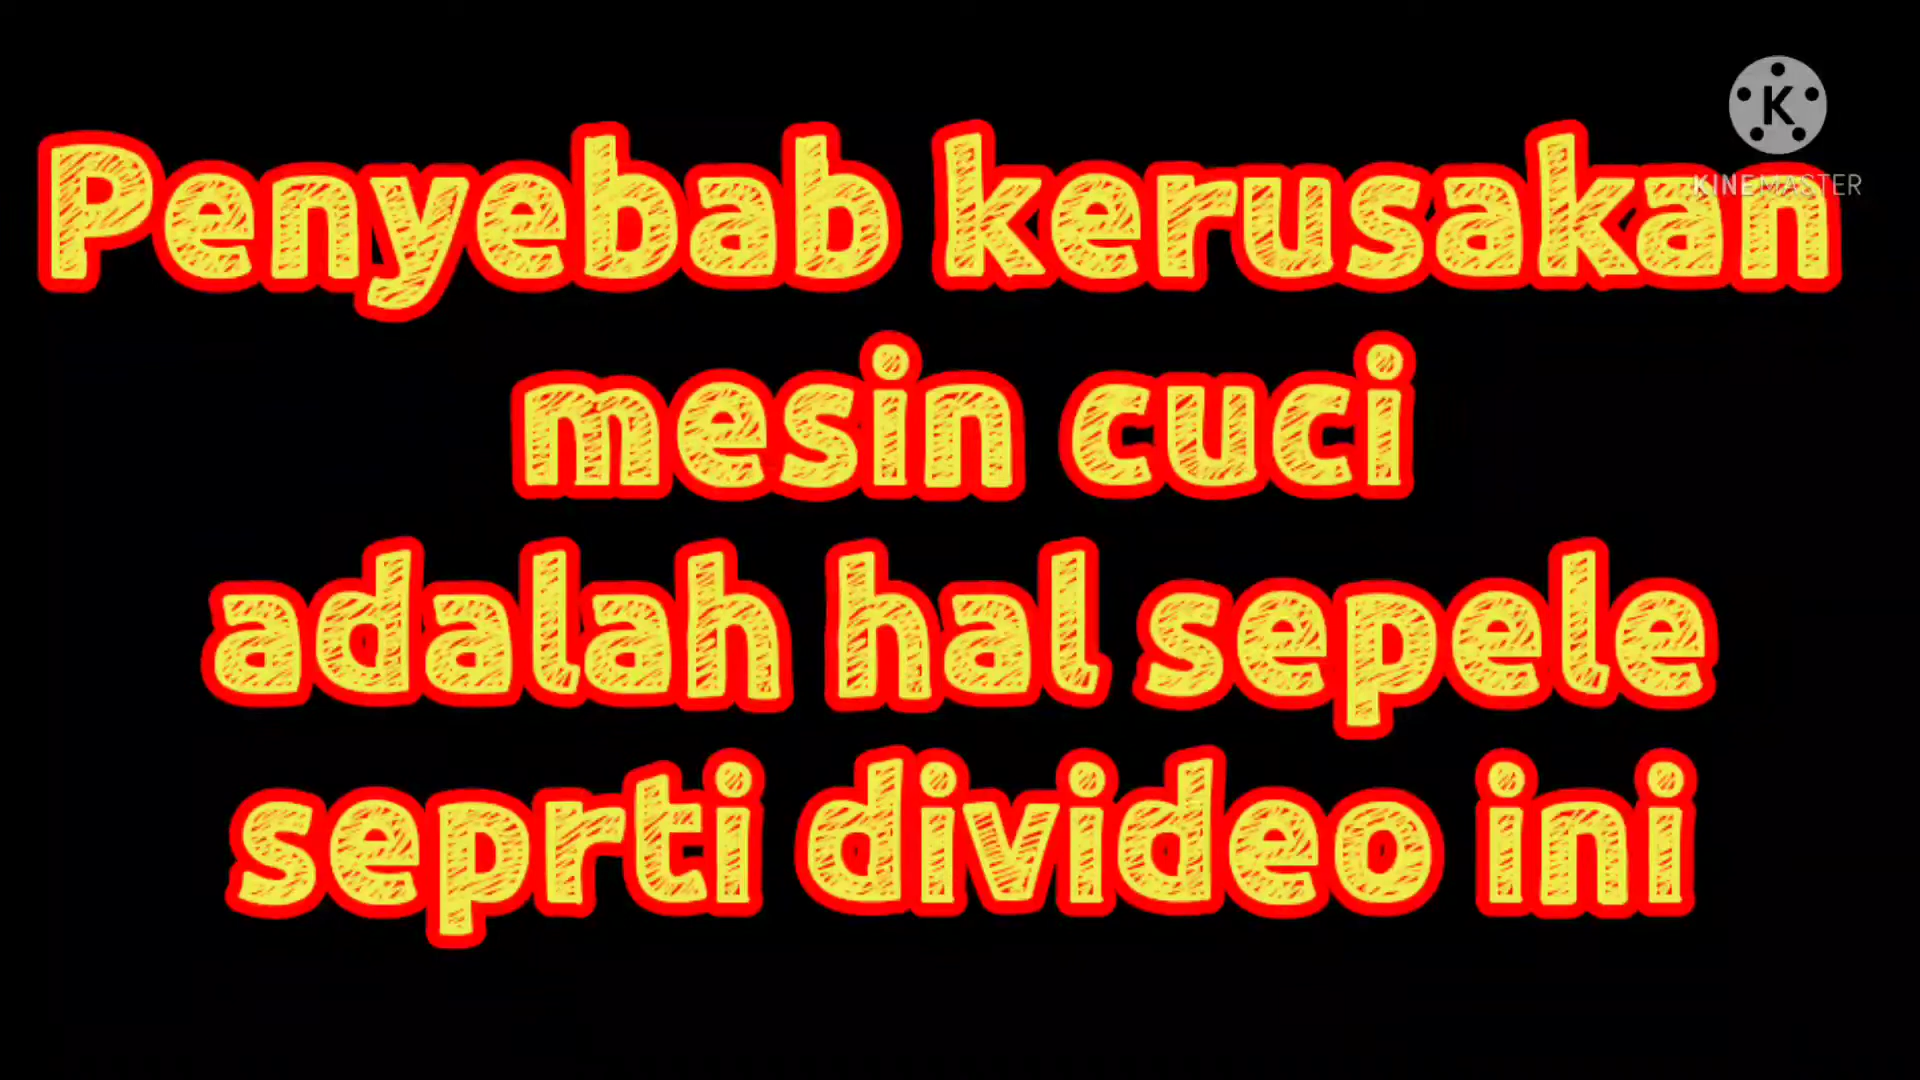 K
KINEMASTER
Penyebab kerusakan
mesin cuci
adalah hal sepele
seprti divideo ini